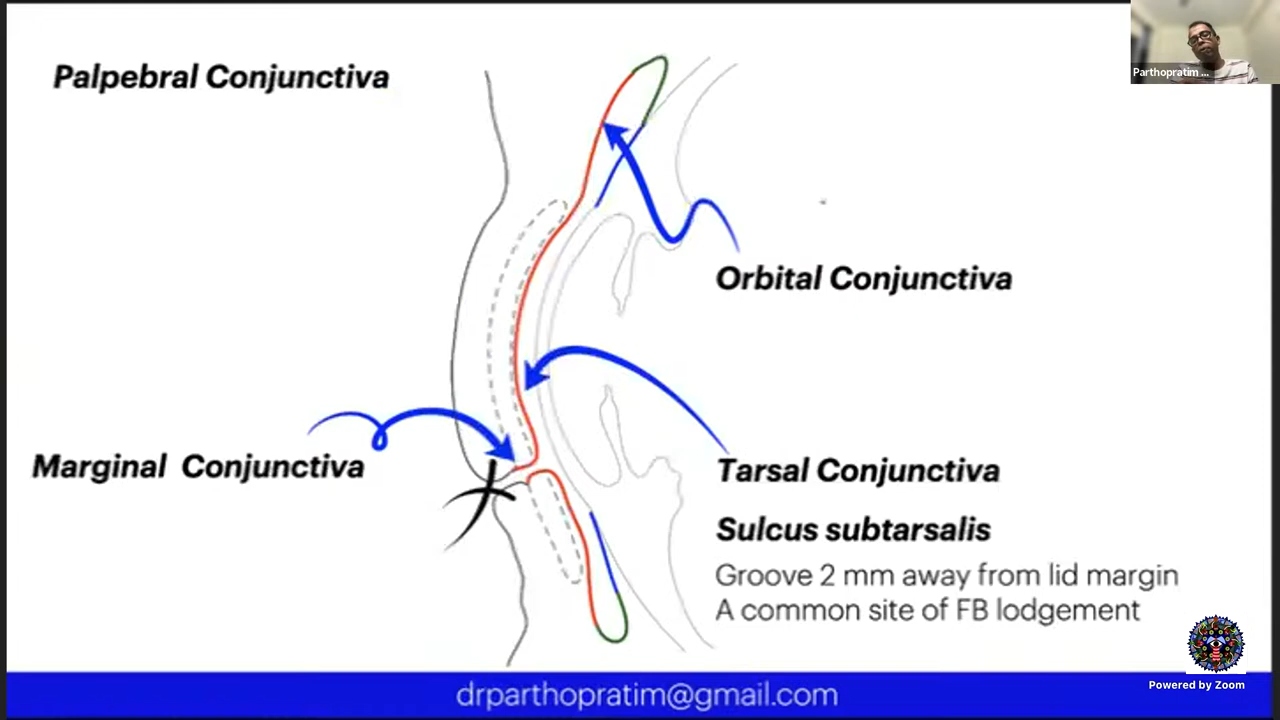 Palpebral Conjunctiva
Parthopratim ...
Orbital Conjunctiva
Marginal Conjunctiva
Tarsal Conjunctiva
Sulcus subtarsalis
Groove 2 mm away from lid margin
A common site of FB lodgement
Powered by Zoom
drparthopratim@gmail.com